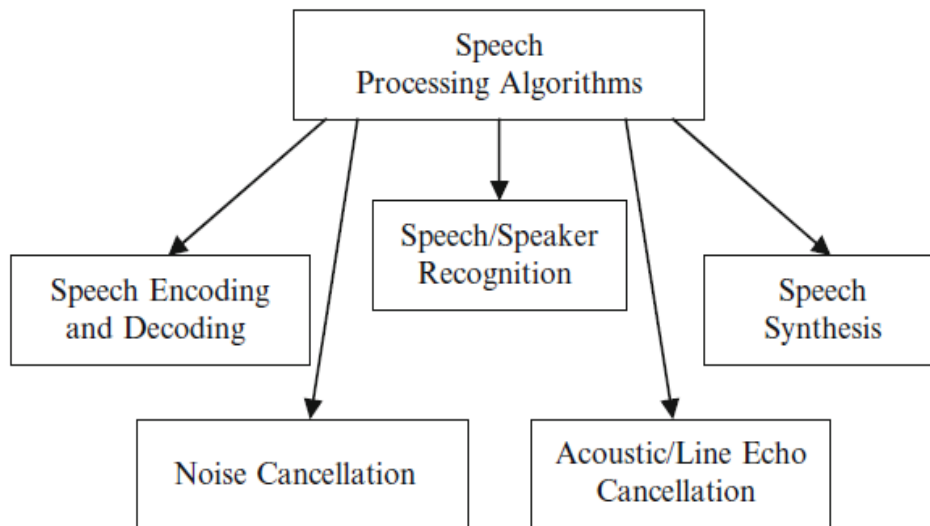 Speech
Processing Algorithms
Speech/Speaker
Recognition
Speech Encoding
and Decoding
Speech
Synthesis
Noise Cancellation
Acoustic/Line Echo
Cancellation